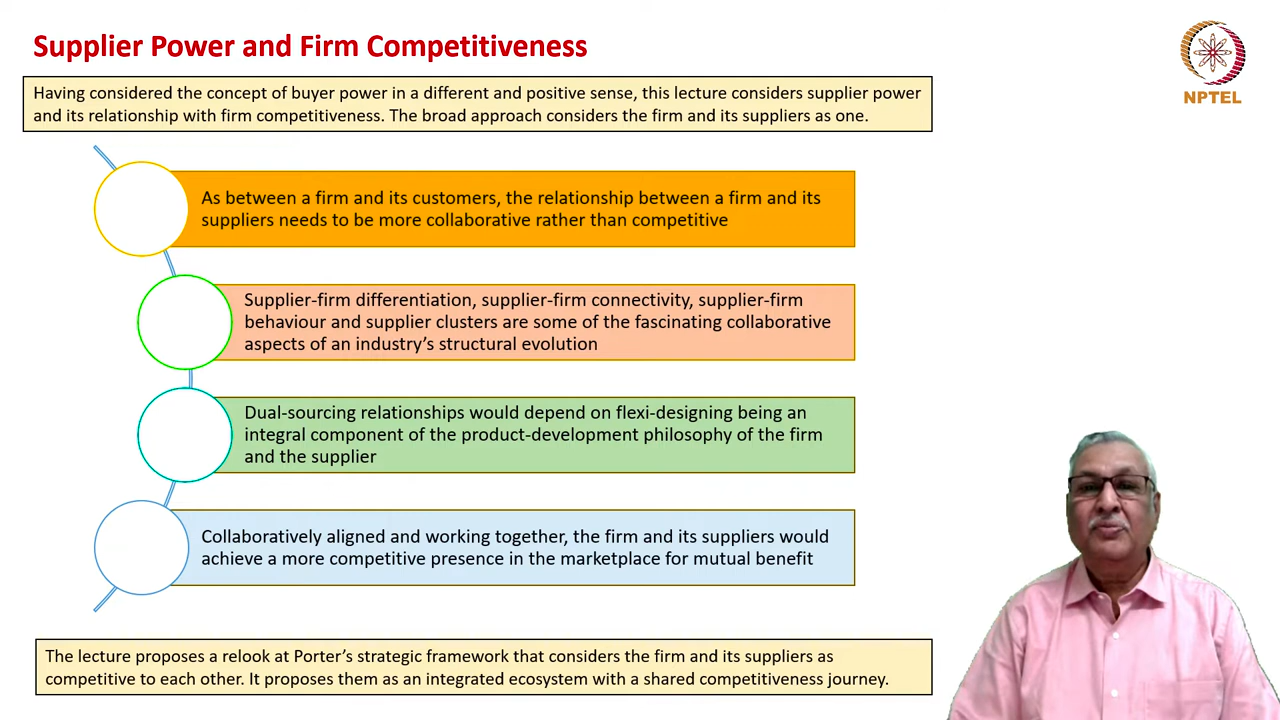 Supplier Power and Firm Competitiveness
NPTEL
Having considered the concept of buyer power in a different and positive sense, this lecture considers supplier power
and its relationship with firm competitiveness. The broad approach considers the firm and its suppliers as one.
As between a firm and its customers, the relationship between a firm and its
suppliers needs to be more collaborative rather than competitive
Supplier-firm differentiation, supplier-firm connectivity, supplier-firm
behaviour and supplier clusters are some of the fascinating collaborative
aspects of an industry’s structural evolution
Dual-sourcing relationships would depend on flexi-designing being an
integral component of the product-development philosophy of the firm
and the supplier
Collaboratively aligned and working together, the firm and its suppliers would
achieve a more competitive presence in the marketplace for mutual benefit
The lecture proposes a relook at Porter’s strategic framework that considers the firm and its suppliers as
competitive to each other. It proposes them as an integrated ecosystem with a shared competitiveness journey.